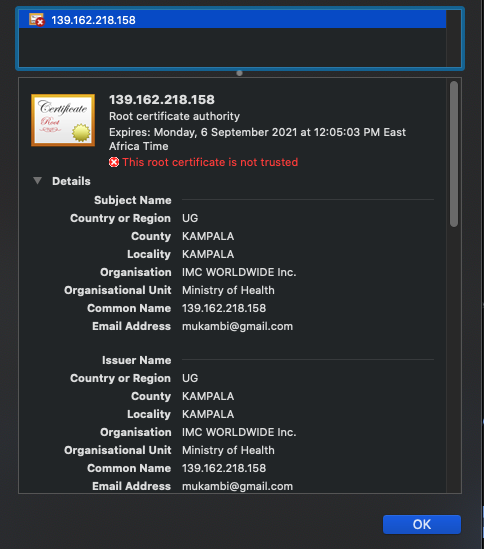 139.162.218.158
Certificate
Root
139.162.218.158
Root certificate authority
Expires: Monday, 6 September 2021 at 12:05:03 PM East
Africa Time
This root certificate is not trusted
Details
Subject Name
Country or Region UG
County KAMPALA
Locality KAMPALA
Organisation IMC WORLDWIDE Inc.
Organisational Unit Ministry of Health
Common Name 139.162.218.158
Email Address mukambi@gmail.com
Issuer Name
Country or Region UG
County KAMPALA
Locality KAMPALA
Organisation IMC WORLDWIDE Inc.
Organisational Unit Ministry of Health
Common Name 139.162.218.158
Email Address mukambi@gmail.com
OK